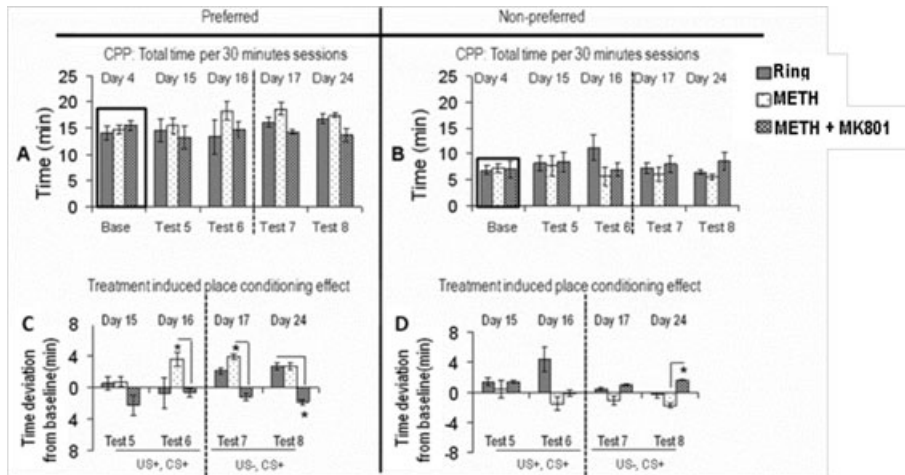 Preferred
Non-preferred
CPP: Total time per 30 minutes sessions
Day 4 Day 15 Day 16 Day 17 Day 24
25
20
15
10
5
0
Time (min)
A
Base Test 5 Test 6 Test 7 Test 8
CPP: Total time per 30 minutes sessions
Day 4 Day 15 Day 16 Day 17 Day 24
25
20
15
10
5
0
Time (min)
B
Base Test 5 Test 6 Test 7 Test 8
Ring
METH
METH + MK801
Treatment induced place conditioning effect
C
Day 15 Day 16 Day 17 Day 24
8
4
0
4
8
Time deviation
from baseline(min)
* * *
Test 5 Test 6 Test 7 Test 8
US+, CS+ US-, CS+
Treatment induced place conditioning effect
D
Day 15 Day 16 Day 17 Day 24
8
4
0
-4
-8
Time deviation
from baseline(min)
*
Test 5 Test 6 Test 7 Test 8
US+, CS+ US-, CS+